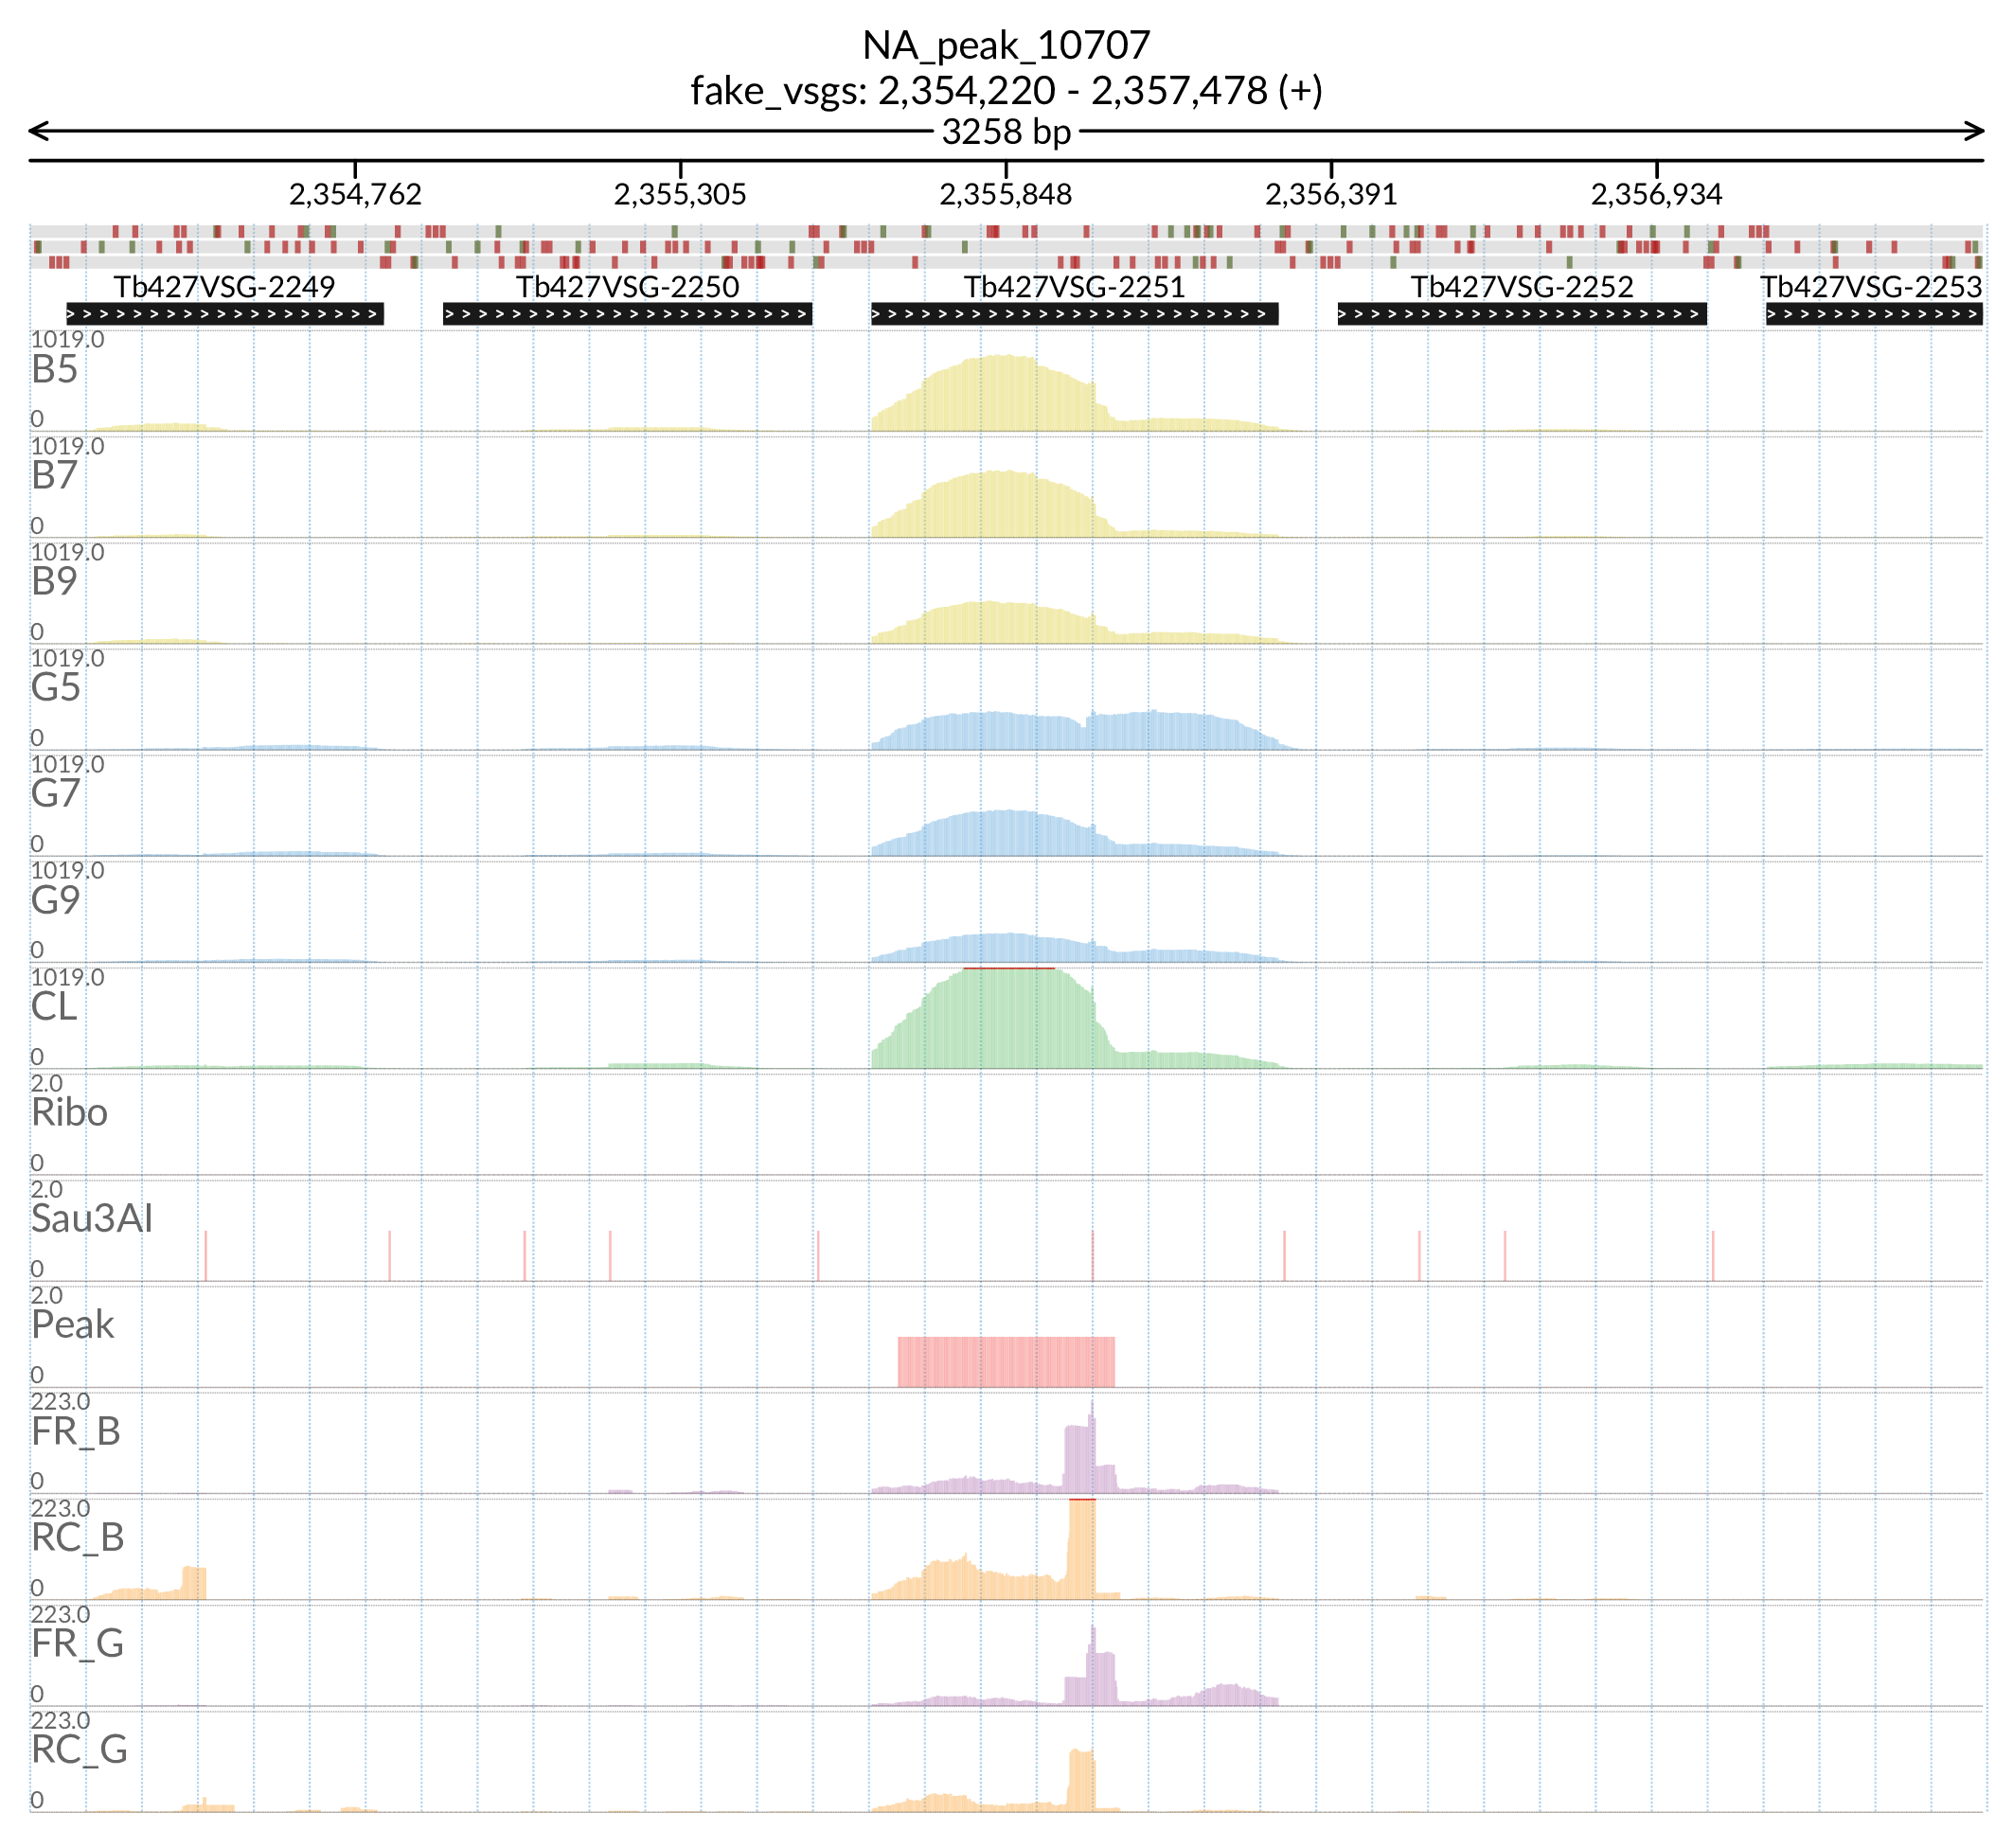 NA_peak_10707
fake_vsgs: 2,354,220 - 2,357,478 (+)
3258 bp
2,354,762 2,355,305 2,355,848 2,356,391 2,356,934
Tb427VSG-2249 Tb427VSG-2250 Tb427VSG-2251 Tb427VSG-2252 Tb427VSG-2253
1019.0
B5
0
1019.0
B7
0
1019.0
B9
0
1019.0
G5
0
1019.0
G7
0
1019.0
G9
0
1019.0
CL
0
2.0
Ribo
0
2.0
Sau3AI
0
2.0
Peak
0
223.0
FR_B
0
223.0
RC_B
0
223.0
FR_G
0
223.0
RC_G
0